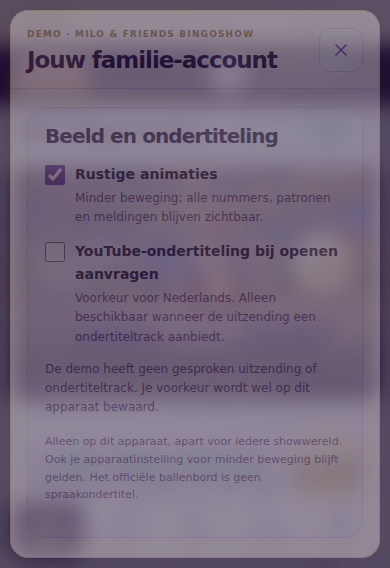 DEMO · MILO & FRIENDS BINGOSHOW
Jouw familie-account
Beeld en ondertiteling
Rustige animaties
Minder beweging; alle nummers, patronen
en meldingen blijven zichtbaar.
YouTube-ondertiteling bij openen
aanvragen
Voorkeur voor Nederlands. Alleen
beschikbaar wanneer de uitzending een
ondertiteltrack aanbiedt.
De demo heeft geen gesproken uitzending of
ondertiteltrack. Je voorkeur wordt wel op dit
apparaat bewaard.
Alleen op dit apparaat, apart voor iedere showwereld.
Ook je apparaatinstelling voor minder beweging blijft
gelden. Het officiële ballenbord is geen
spraakondertitel.